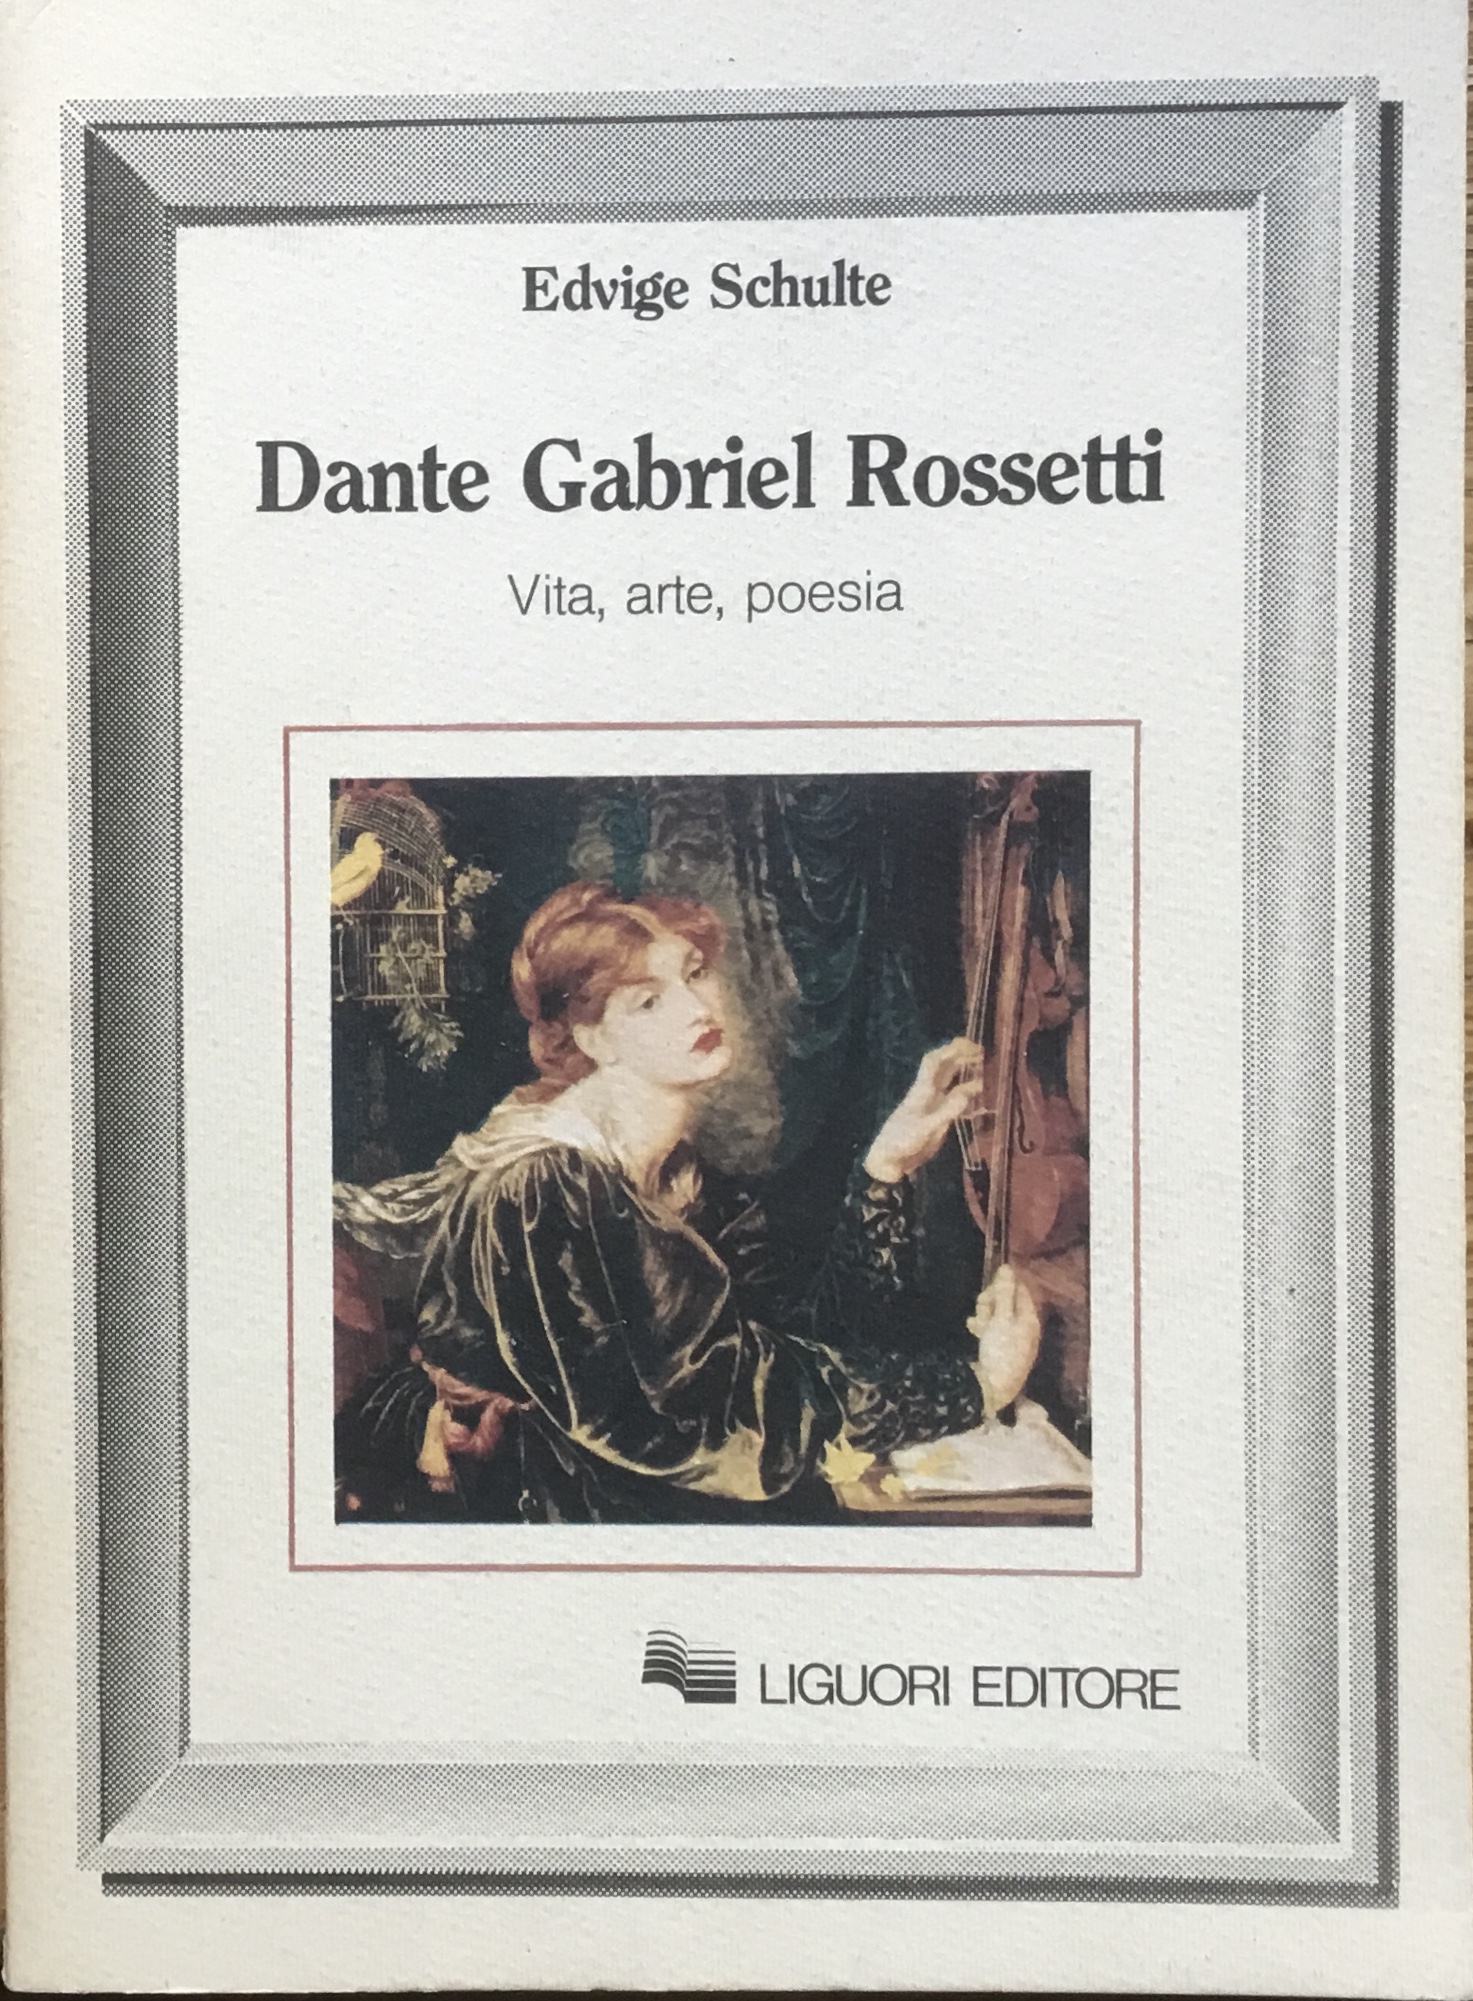 Edvige Schulte
Dante Gabriel Rossetti
Vita, arte, poesia
LIGUORI EDITORE